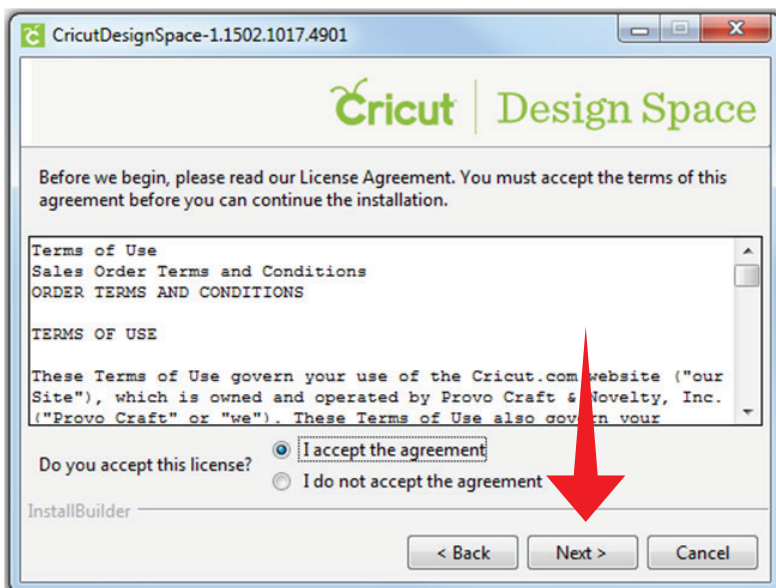 CricutDesignSpace-1.1502.1017.4901
Cricut Design Space
Before we begin, please read our License Agreement. You must accept the terms of this
agreement before you can continue the installation.
Terms of Use
Sales Order Terms and Conditions
ORDER TERMS AND CONDITIONS
TERMS OF USE
These Terms of Use govern your use of the Cricut.com website ("our
Site"), which is owned and operated by Provo Craft & Novelty, Inc.
("Provo Craft" or "we"). These Terms of Use also govern your
Do you accept this license?
I accept the agreement
I do not accept the agreement
InstallBuilder
< Back Next > Cancel